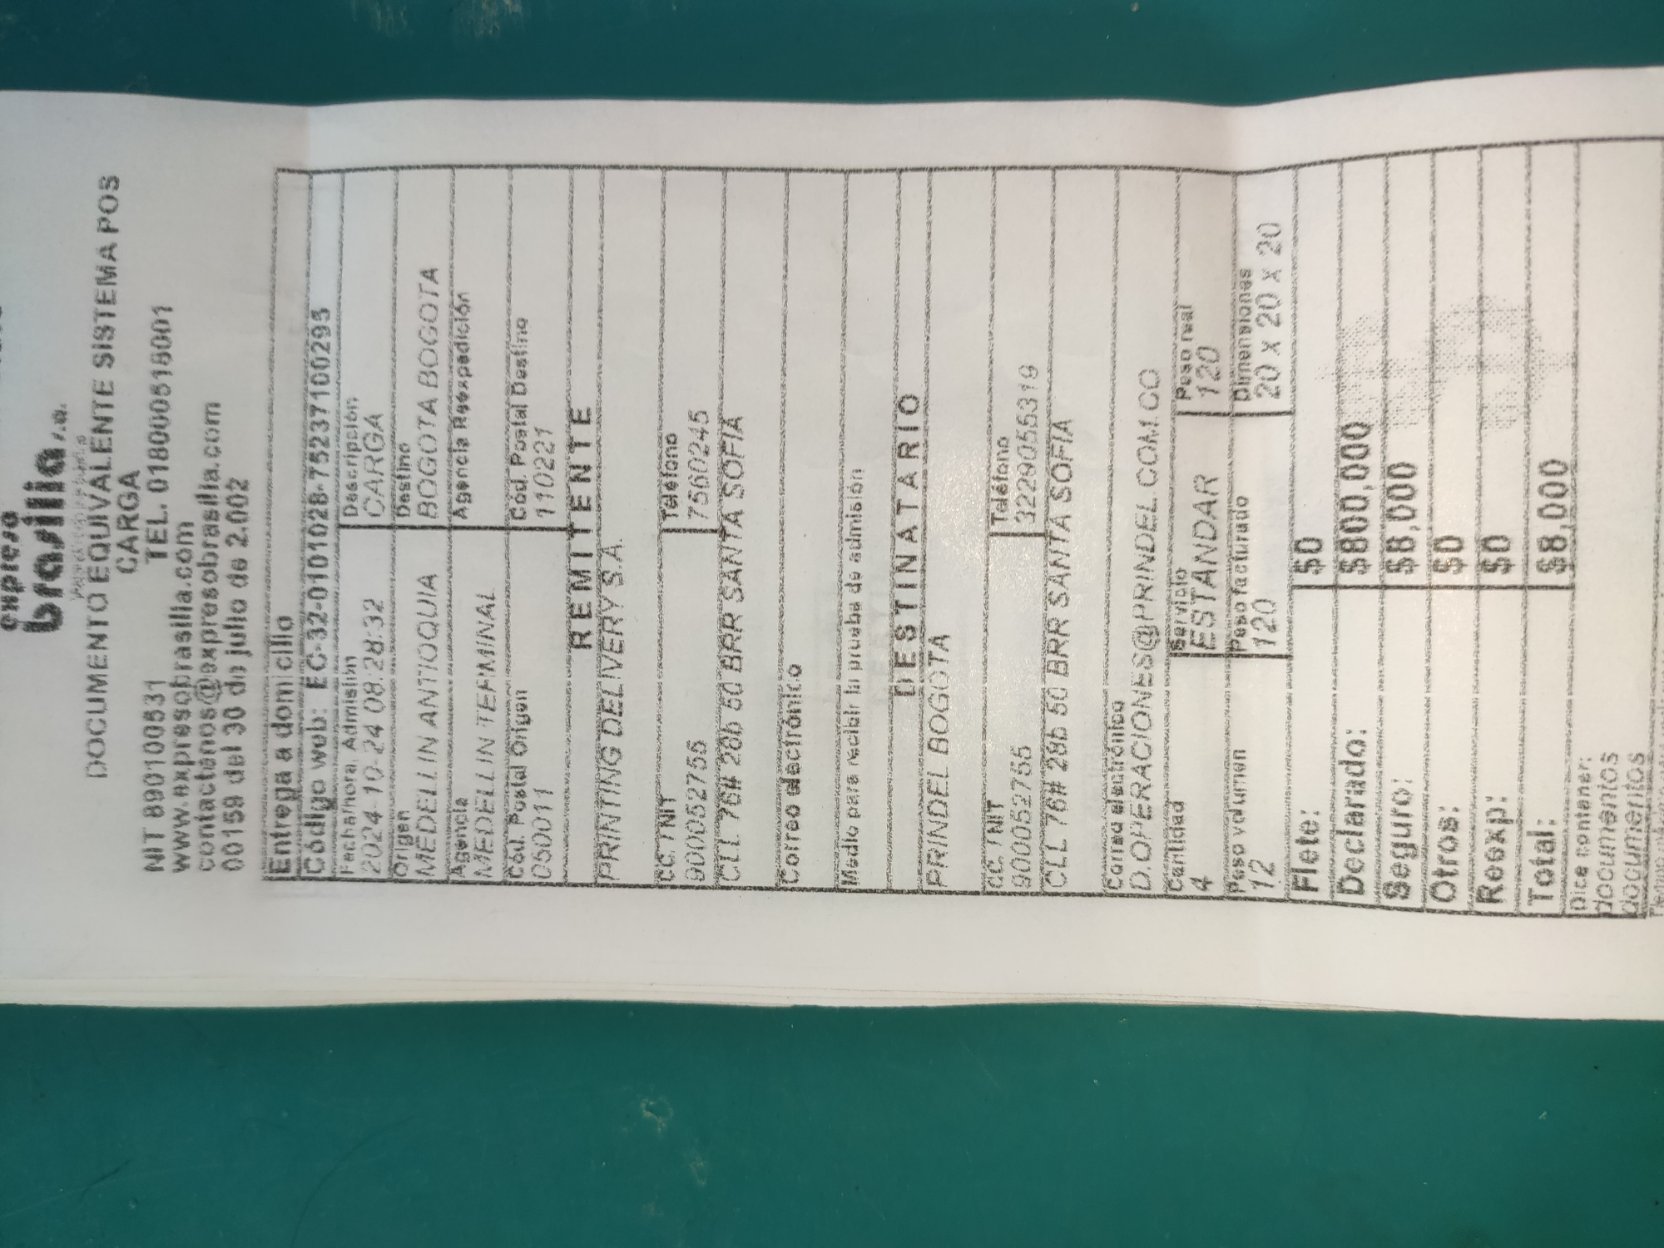 expreso
brasilia s.a.
DOCUMENTO EQUIVALENTE SISTEMA POS
CARGA
NIT 890100531 TEL. 018000518001
www.expresobrasilia.com
contactenos@expresobrasilia.com
00159 del 30 de julio de 2.002
Entrega a domicilio
Código web: EC-32-0101028-75237100295
Fecha/hora. Admisión Descripción
2024-10-24 08:28:32 CARGA
Origen Destino
MEDELLIN ANTIOQUIA BOGOTA BOGOTA
Agencia Agencia Reexpedición
MEDELLIN TERMINAL
Cód. Postal Origen Cód. Postal Destino
050011 110221
REMITENTE
PRINTING DELIVERY S.A.
CC. / NIT Teléfono
900052755 7560245
CLL 76# 28b 50 BRR SANTA SOFIA
Correo electrónico
Medio para recibir la prueba de admisión
DESTINATARIO
PRINDEL BOGOTA
CC. / NIT Teléfono
900052755 3228055319
CLL 76# 28b 50 BRR SANTA SOFIA
Correo electrónico
D.OPERACIONES@PRINDEL.COM.CO
Cantidad Servicio Peso real
4 ESTANDAR 120
Peso volumen Peso facturado Dimensiones
12 120 20 x 20 x 20
Flete: $0
Declarado: $800,000
Seguro: $8,000
Otros: $0
Reexp: $0
Total: $8,000
Dice contener:
documentos
documentos